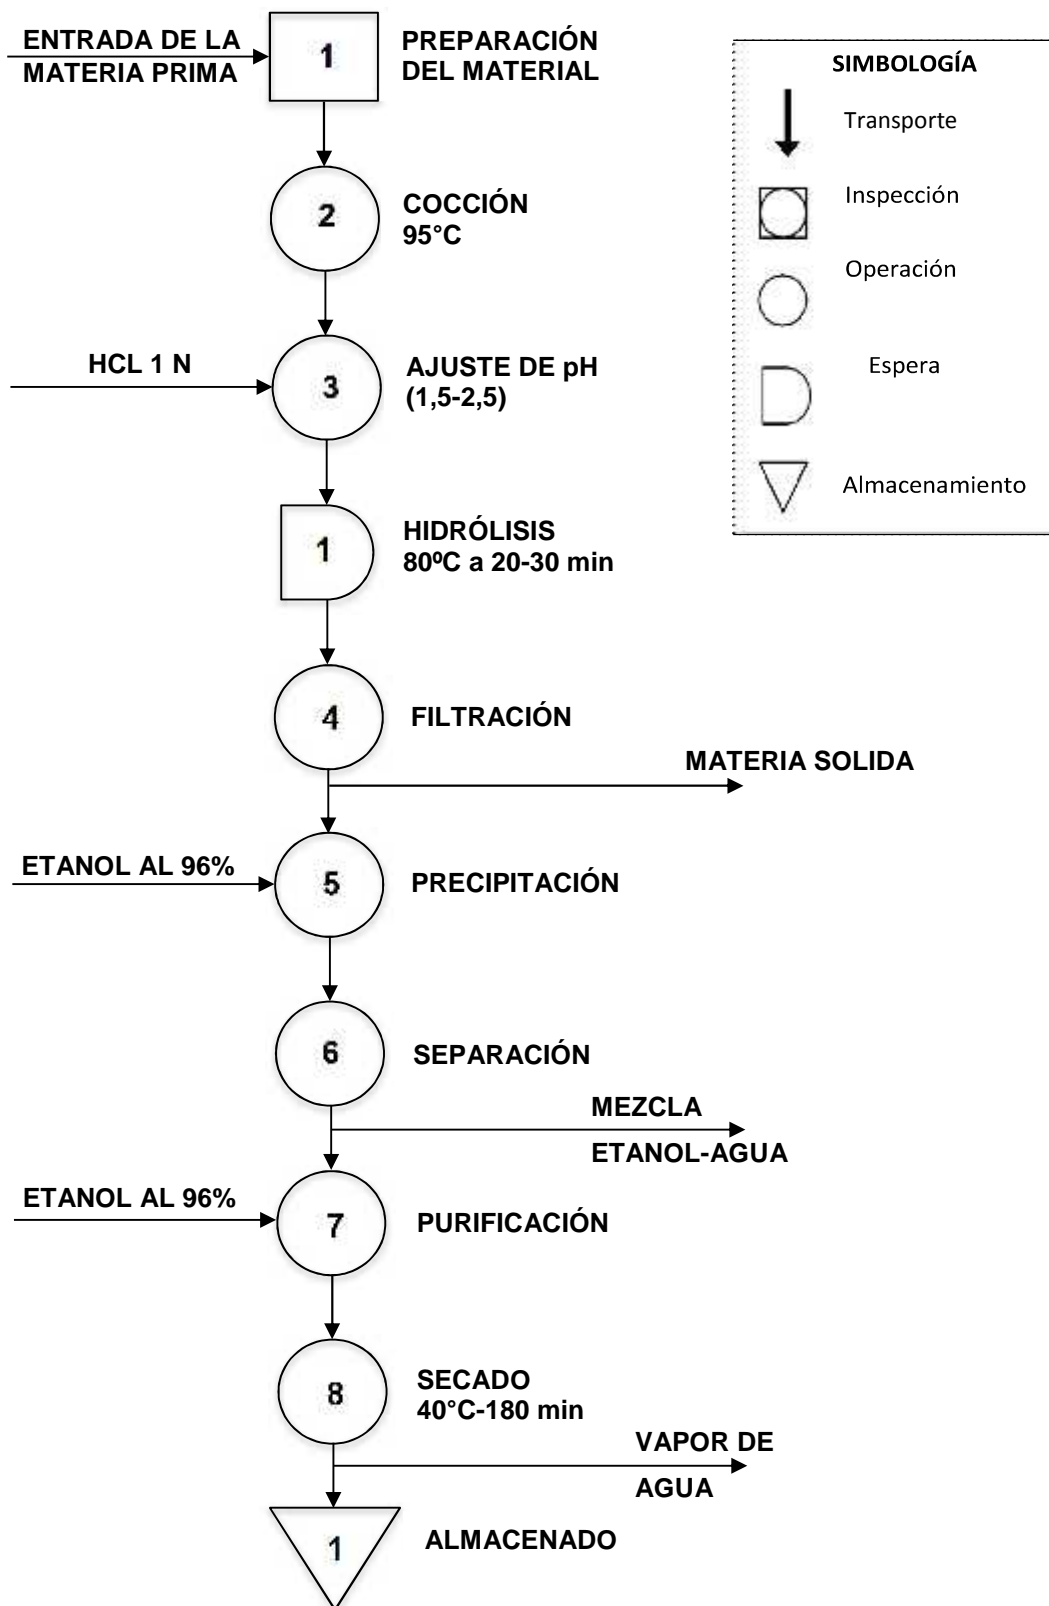 ENTRADA DE LA
MATERIA PRIMA
1
PREPARACIÓN
DEL MATERIAL
SIMBOLOGÍA
Transporte
Inspección
Operación
Espera
Almacenamiento
2
COCCIÓN
95°C
HCL 1 N
3
AJUSTE DE pH
(1,5-2,5)
1
HIDRÓLISIS
80ºC a 20-30 min
4
FILTRACIÓN
MATERIA SOLIDA
ETANOL AL 96%
5
PRECIPITACIÓN
6
SEPARACIÓN
MEZCLA
ETANOL-AGUA
ETANOL AL 96%
7
PURIFICACIÓN
8
SECADO
40°C-180 min
VAPOR DE
AGUA
1
ALMACENADO